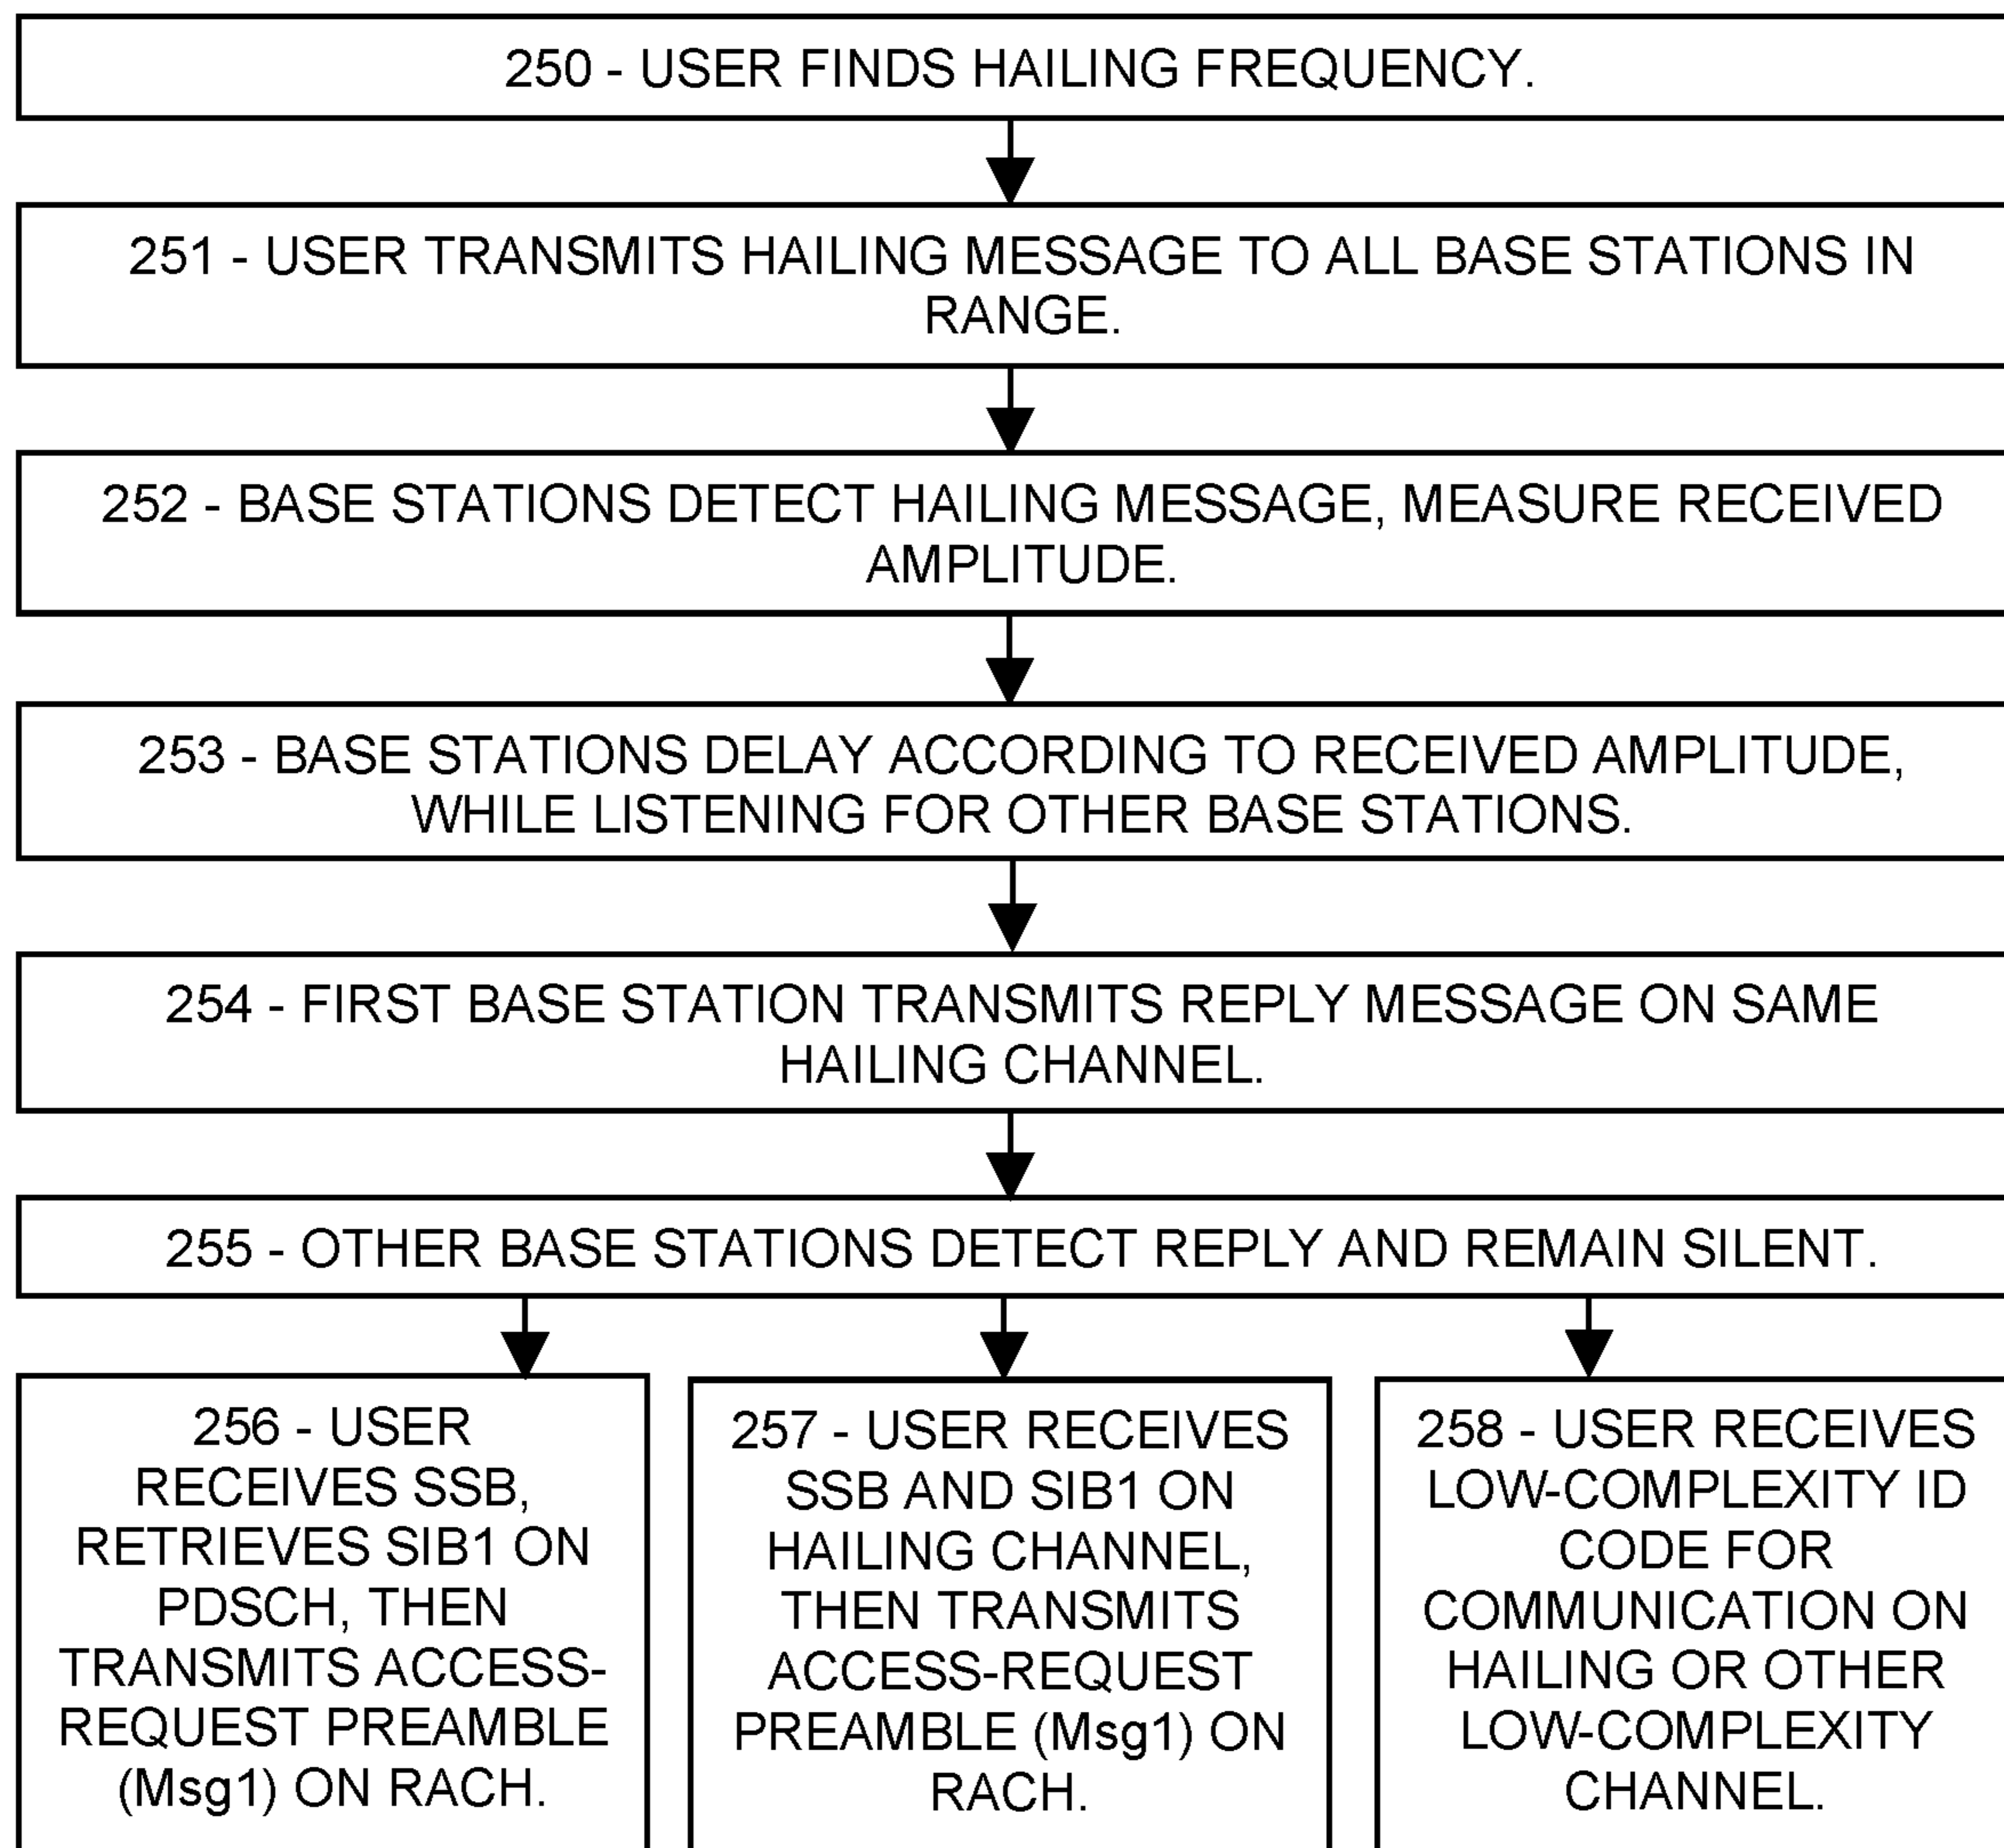 250 - USER FINDS HAILING FREQUENCY.
251 - USER TRANSMITS HAILING MESSAGE TO ALL BASE STATIONS IN
RANGE.
252 - BASE STATIONS DETECT HAILING MESSAGE, MEASURE RECEIVED
AMPLITUDE.
253 - BASE STATIONS DELAY ACCORDING TO RECEIVED AMPLITUDE,
WHILE LISTENING FOR OTHER BASE STATIONS.
254 - FIRST BASE STATION TRANSMITS REPLY MESSAGE ON SAME
HAILING CHANNEL.
255 - OTHER BASE STATIONS DETECT REPLY AND REMAIN SILENT.
256 - USER
RECEIVES SSB,
RETRIEVES SIB1 ON
PDSCH, THEN
TRANSMITS ACCESS-
REQUEST PREAMBLE
(Msg1) ON RACH.
257 - USER RECEIVES
SSB AND SIB1 ON
HAILING CHANNEL,
THEN TRANSMITS
ACCESS-REQUEST
PREAMBLE (Msg1) ON
RACH.
258 - USER RECEIVES
LOW-COMPLEXITY ID
CODE FOR
COMMUNICATION ON
HAILING OR OTHER
LOW-COMPLEXITY
CHANNEL.